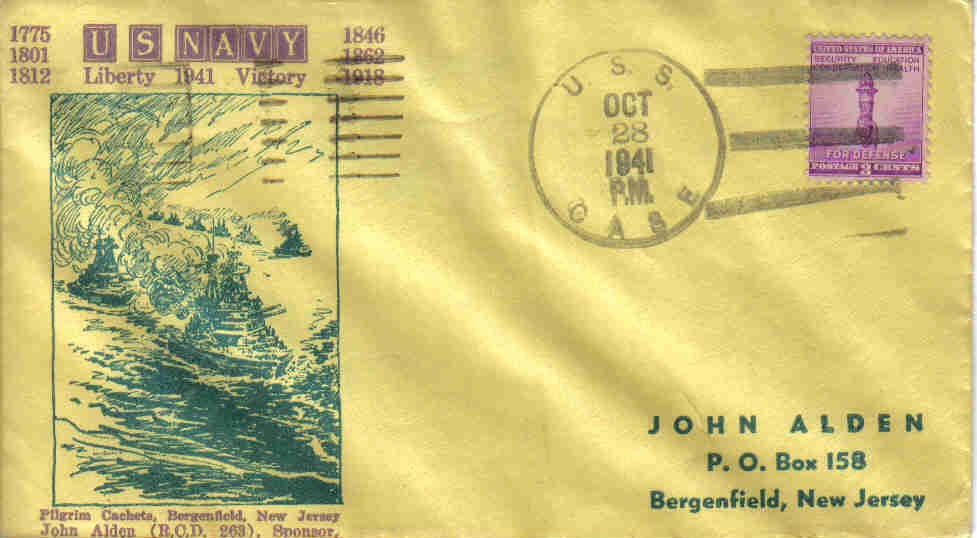 1775 U S NAVY 1846
1801 1862
1812 Liberty 1941 Victory 1918
U. S. S. CASE
OCT
28
1941
P.M.
UNITED STATES OF AMERICA
SECURITY EDUCATION
CONSERVATION HEALTH
FOR DEFENSE
POSTAGE 3 CENTS
JOHN ALDEN
P. O. Box 158
Bergenfield, New Jersey
Pilgrim Cachets, Bergenfield, New Jersey
John Alden (R.C.D. 263), Sponsor,